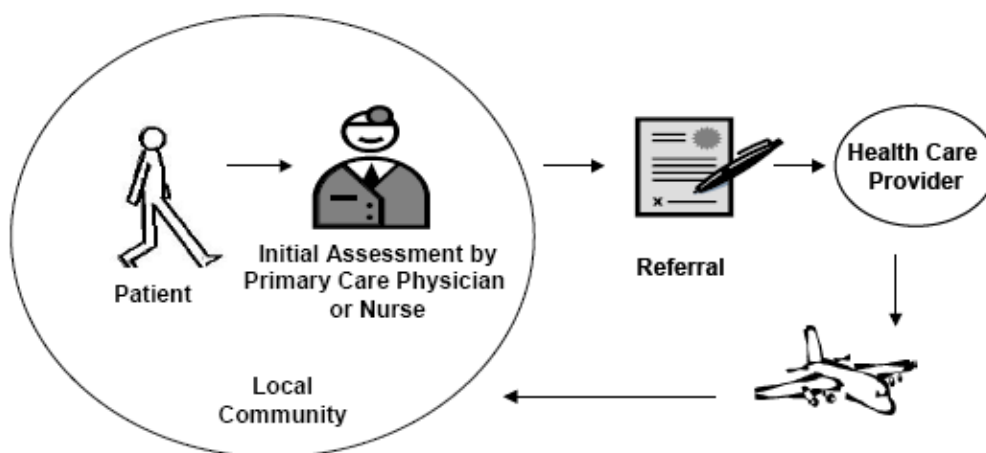 Patient
Initial Assessment by
Primary Care Physician
or Nurse
Local
Community
Referral
Health Care
Provider